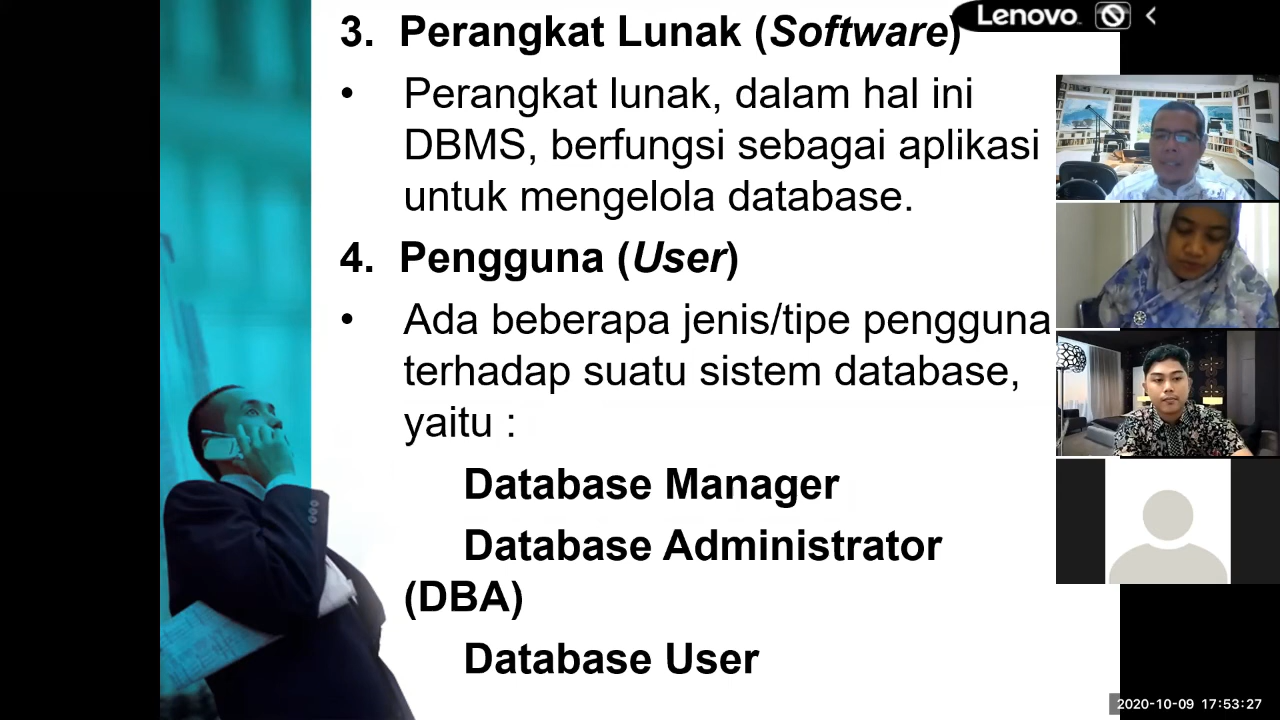 3. Perangkat Lunak (Software)
Lenovo
• Perangkat lunak, dalam hal ini
DBMS, berfungsi sebagai aplikasi
untuk mengelola database.
4. Pengguna (User)
• Ada beberapa jenis/tipe pengguna
terhadap suatu sistem database,
yaitu :
Database Manager
Database Administrator
(DBA)
Database User
2020-10-09 17:53:27